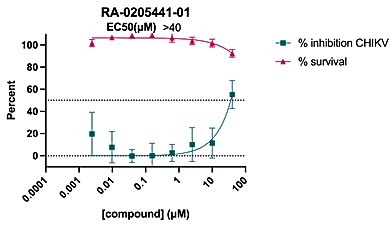 RA-0205441-01
EC50(µM) >40
% inhibition CHIKV
% survival
Percent
100
80
60
40
20
0
0.0001
0.001
0.01
0.1
1
10
100
[compound] (µM)